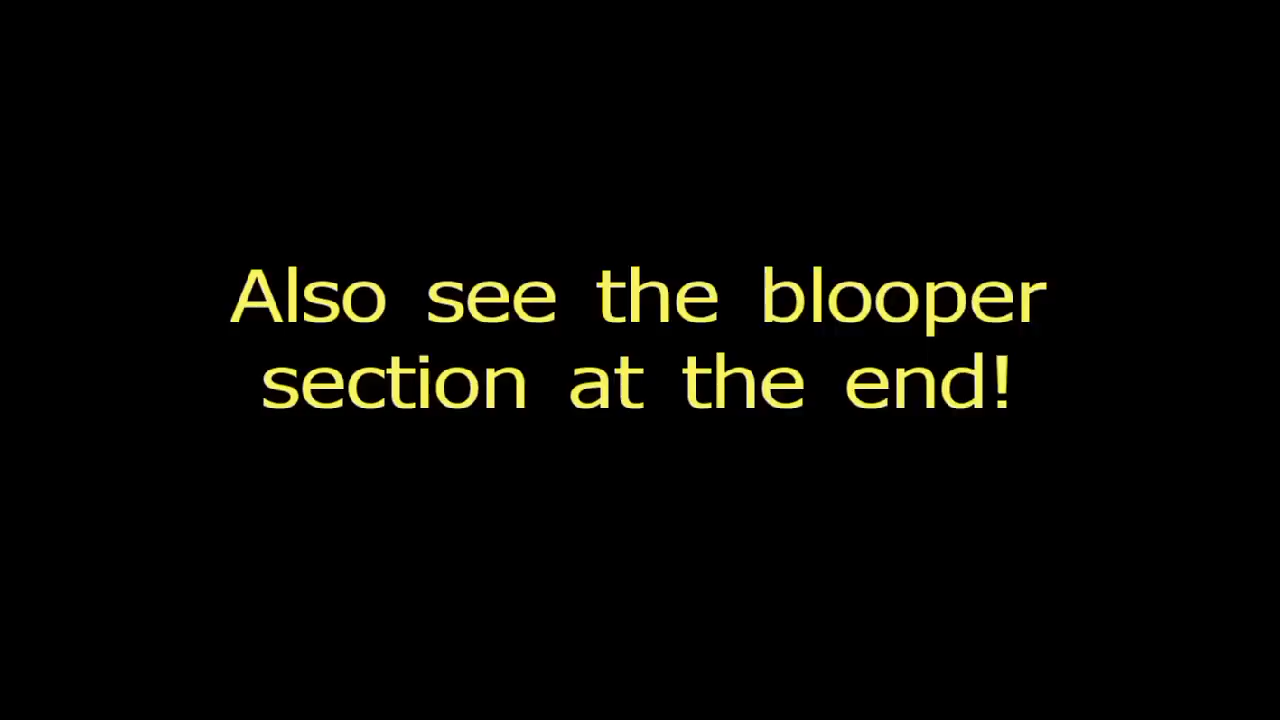 Also see the blooper
section at the end!